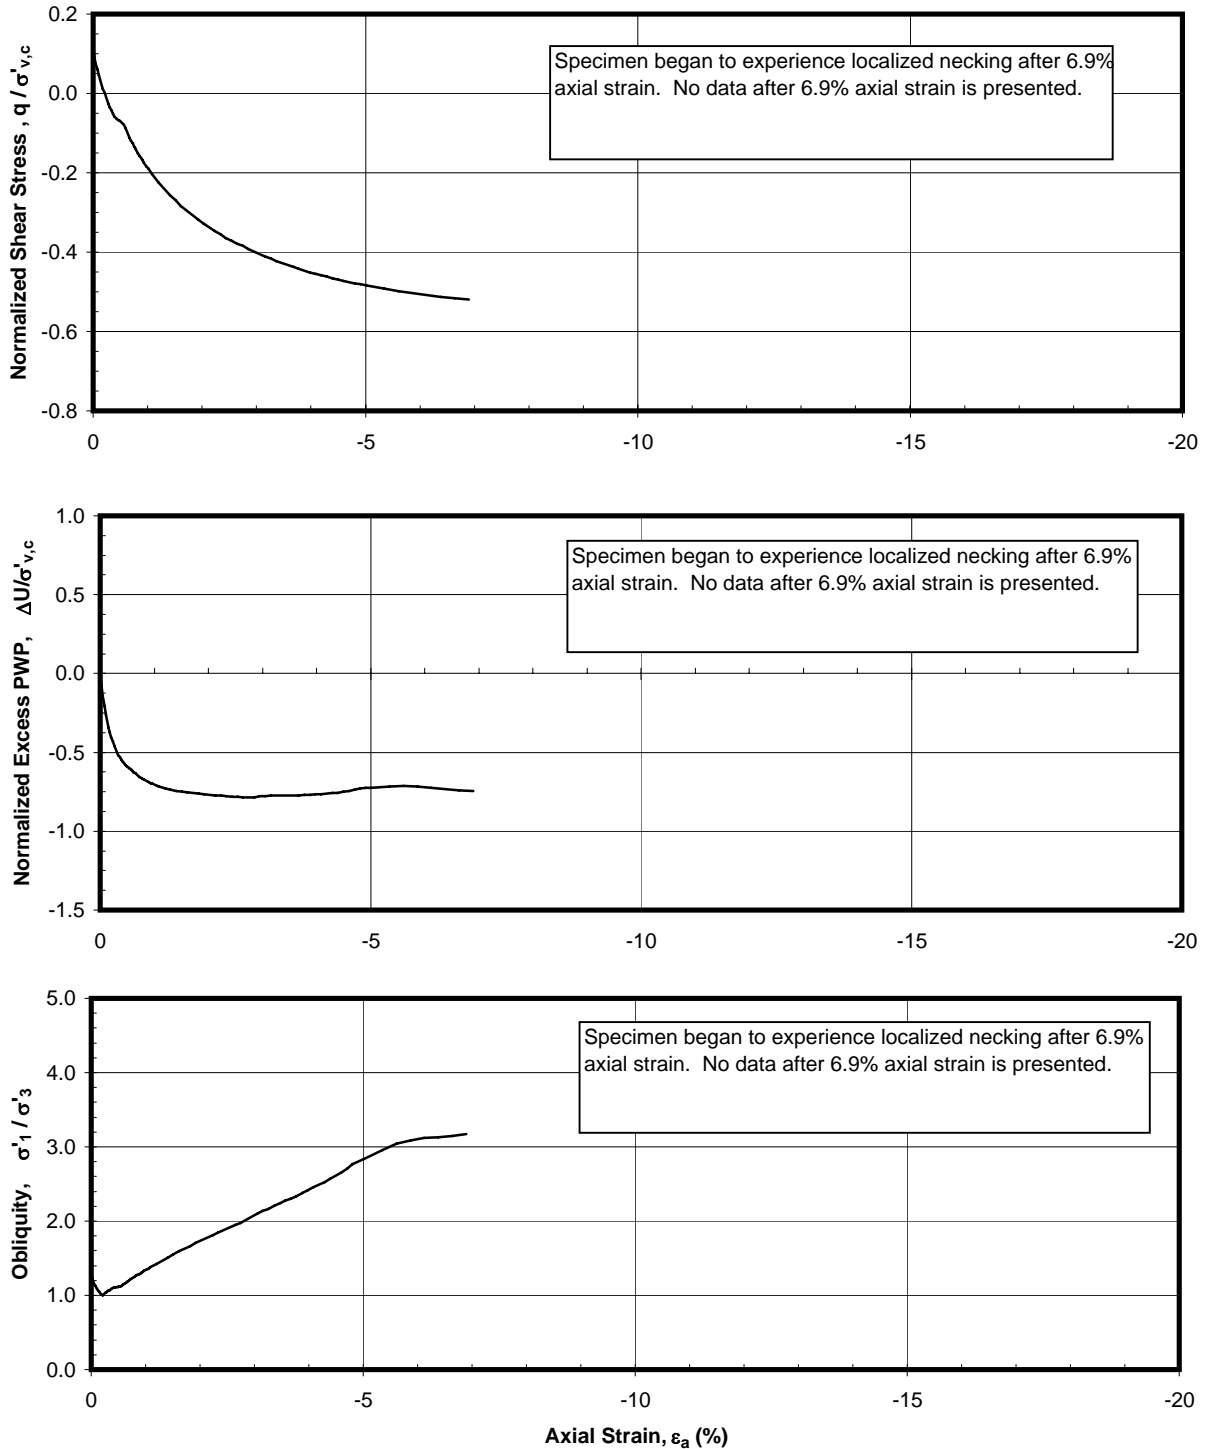 0.2
0.0
-0.2
-0.4
-0.6
-0.8
Normalized Shear Stress , q / σ'v,c
Specimen began to experience localized necking after 6.9%
axial strain.  No data after 6.9% axial strain is presented.
0 -5 -10 -15 -20
1.0
0.5
0.0
-0.5
-1.0
-1.5
Normalized Excess PWP,   ΔU/σ'v,c
Specimen began to experience localized necking after 6.9%
axial strain.  No data after 6.9% axial strain is presented.
0 -5 -10 -15 -20
5.0
4.0
3.0
2.0
1.0
0.0
Obliquity,   σ'1 / σ'3
Specimen began to experience localized necking after 6.9%
axial strain.  No data after 6.9% axial strain is presented.
0 -5 -10 -15 -20
Axial Strain, εa (%)